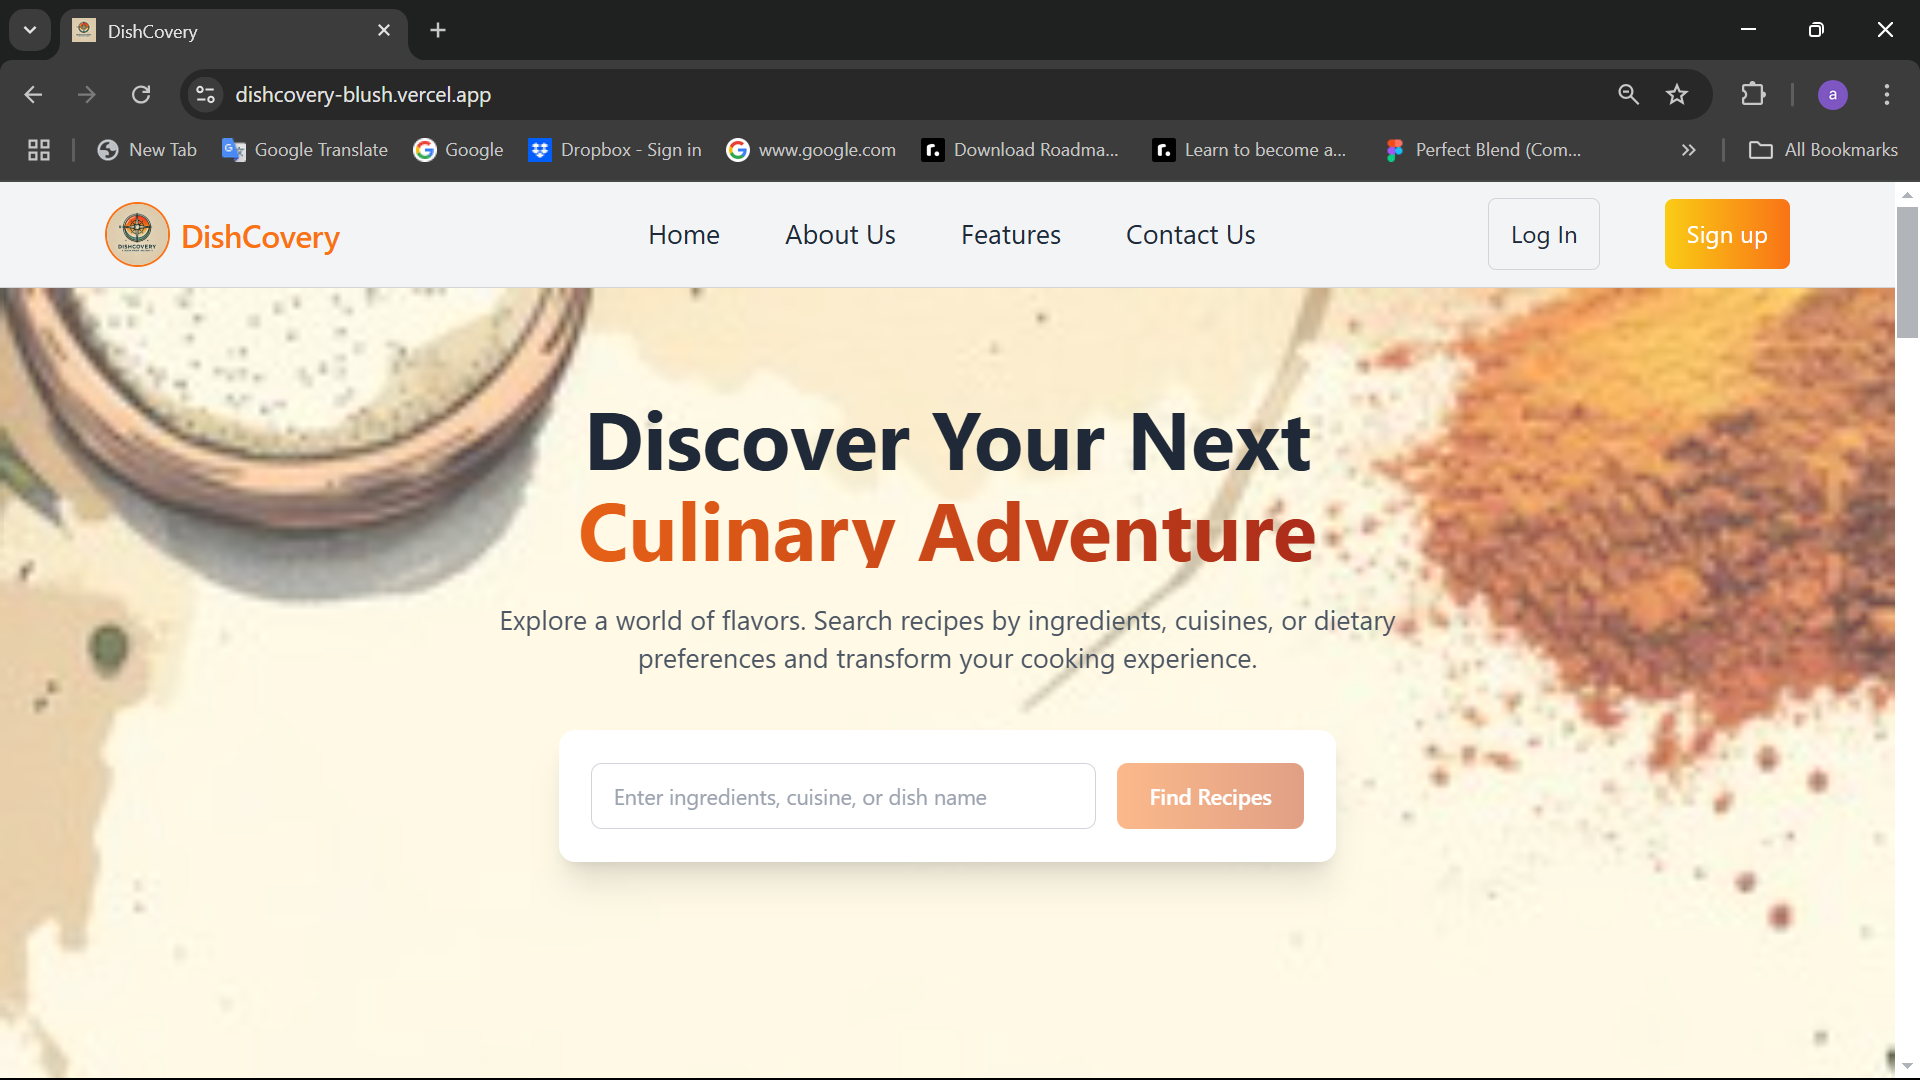 DishCovery
dishcovery-blush.vercel.app
a
New Tab
Google Translate
Google
Dropbox - Sign in
www.google.com
Download Roadma...
Learn to become a...
Perfect Blend (Com...
All Bookmarks
DISHCOVERY
DishCovery
Home
About Us
Features
Contact Us
Log In
Sign up
Discover Your Next
Culinary Adventure
Explore a world of flavors. Search recipes by ingredients, cuisines, or dietary
preferences and transform your cooking experience.
Enter ingredients, cuisine, or dish name
Find Recipes